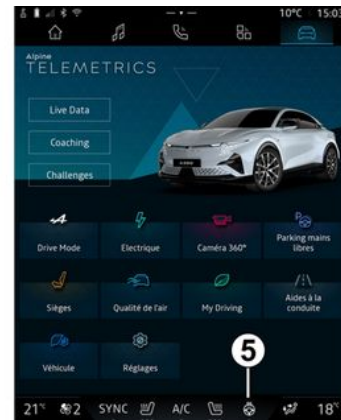 10°C 15:03
Alpine
TELEMETRICS
Live Data
Coaching
Challenges
Drive Mode
Electrique
Caméra 360°
Parking mains
libres
Sièges
Qualité de l'air
My Driving
Aides à la
conduite
Véhicule
Réglages
5
21°C 2 SYNC A/C 18°